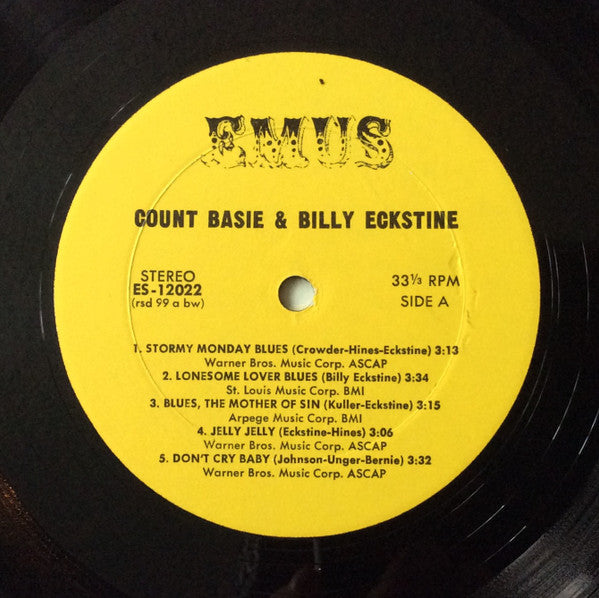 EMUS
COUNT BASIE & BILLY ECKSTINE
STEREO
ES-12022
(rsd 99 a bw)
33⅓ RPM
SIDE A
1. STORMY MONDAY BLUES (Crowder-Hines-Eckstine) 3:13
Warner Bros. Music Corp. ASCAP
2. LONESOME LOVER BLUES (Billy Eckstine) 3:34
St. Louis Music Corp. BMI
3. BLUES, THE MOTHER OF SIN (Kuller-Eckstine) 3:15
Arpege Music Corp. BMI
4. JELLY JELLY (Eckstine-Hines) 3:06
Warner Bros. Music Corp. ASCAP
5. DON'T CRY BABY (Johnson-Unger-Bernie) 3:32
Warner Bros. Music Corp. ASCAP